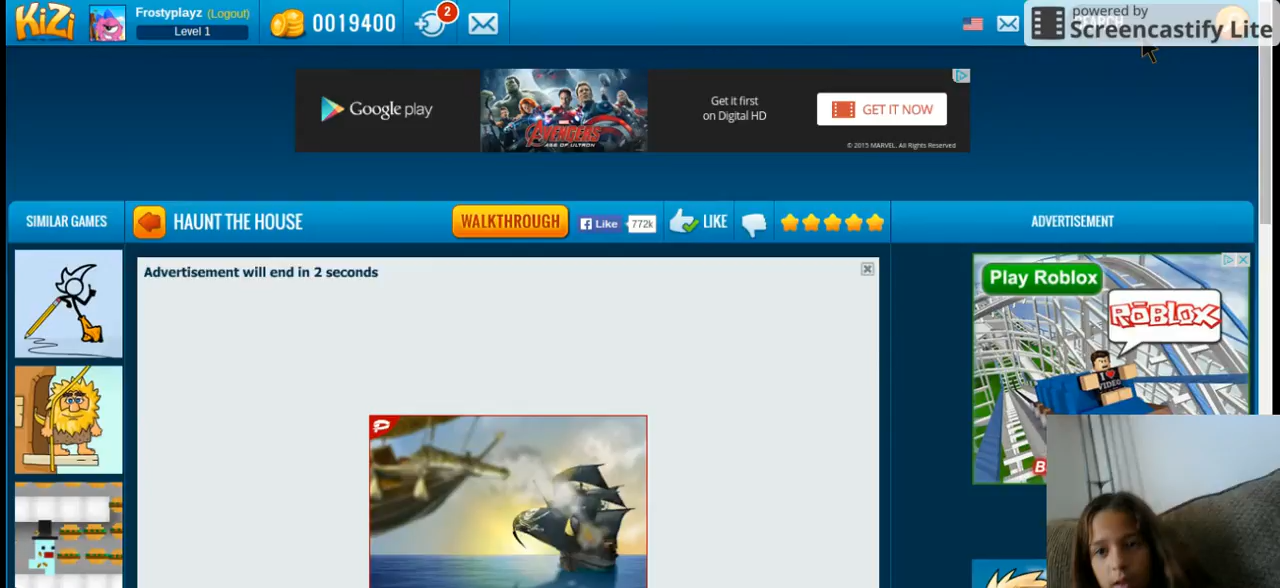 KiZi
Frostyplayz (Logout)
Level 1
0019400
2
powered by
Screencastify Lite
Google play
AVENGERS
AGE OF ULTRON
Get it first
on Digital HD
GET IT NOW
© 2015 MARVEL. All Rights Reserved
SIMILAR GAMES
HAUNT THE HOUSE
WALKTHROUGH
Like
772k
LIKE
ADVERTISEMENT
Advertisement will end in 2 seconds
Play Roblox
ROBLOX
I
VIDEO